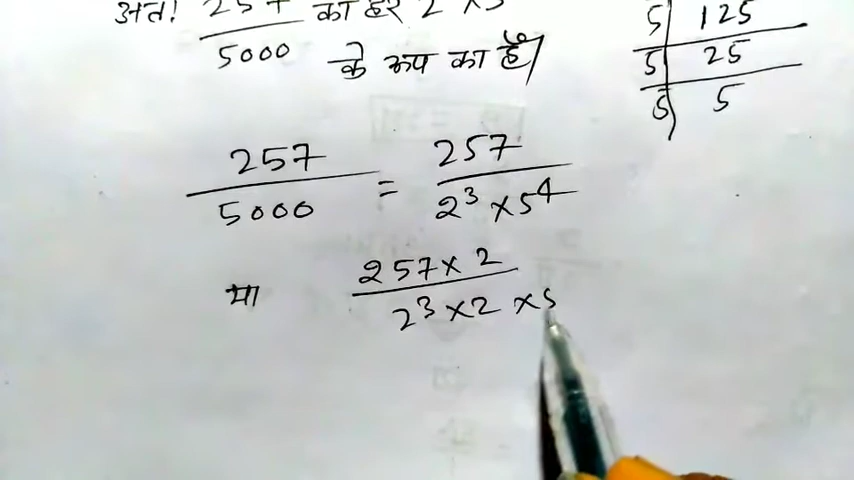 अतः 257 का हर 2 × 5
5000 के रूप का है।
5 | 125
5 | 25
5 | 5
257/5000 = 257/2³ × 5⁴
या 257 × 2/2³ × 2 × 5